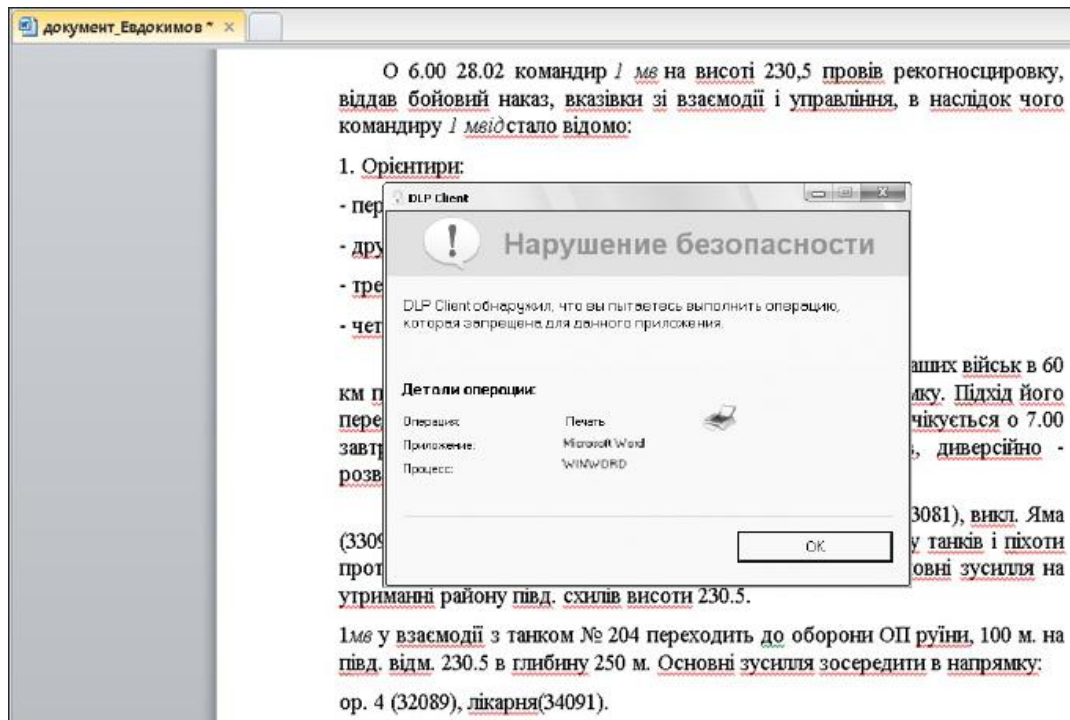 документ_Евдокимов *
О 6.00 28.02 командир 1 мв на висоті 230,5 провів рекогносцировку,
віддав бойовий наказ, вказівки зі взаємодії і управління, в наслідок чого
командиру 1 мвід стало відомо:
1. Орієнтири:
- пер
- дру
- тре
- чет
DLP Client
Нарушение безопасности
DLP Client обнаружил, что вы пытаетесь выполнить операцию,
которая запрещена для данного приложения.
Детали операции:
Операция: Печать
Приложение: Microsoft Word
Процесс: WINWORD
OK
аших військ в 60
км п мку. Підхід його
пере чікується о 7.00
завтр , диверсійно -
розв
3081), викл. Яма
(3309 у танків і піхоти
прот овні зусилля на
утриманні району півд. схилів висоти 230.5.
1мв у взаємодії з танком № 204 переходить до оборони ОП руїни, 100 м. на
півд. відм. 230.5 в глибину 250 м. Основні зусилля зосередити в напрямку:
ор. 4 (32089), лікарня(34091).